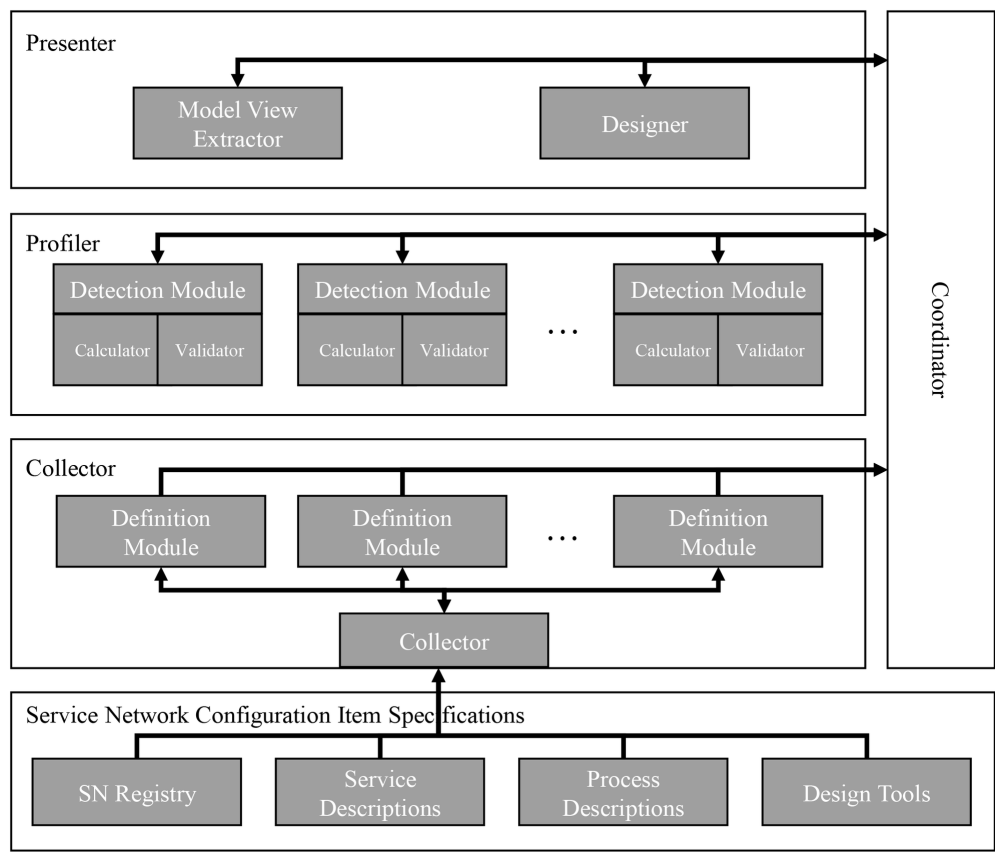 Presenter
Model View
Extractor
Designer
Profiler
Detection Module
Calculator
Validator
Detection Module
Calculator
Validator
...
Detection Module
Calculator
Validator
Coordinator
Collector
Definition
Module
Definition
Module
...
Definition
Module
Collector
Service Network Configuration Item Specifications
SN Registry
Service
Descriptions
Process
Descriptions
Design Tools